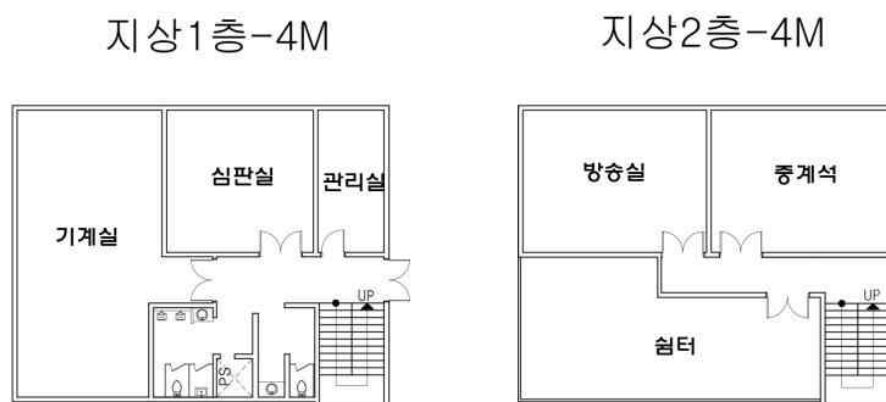 지상1층-4M
지상2층-4M
심판실
관리실
기계실
UP
PS
방송실
중계석
UP
쉼터